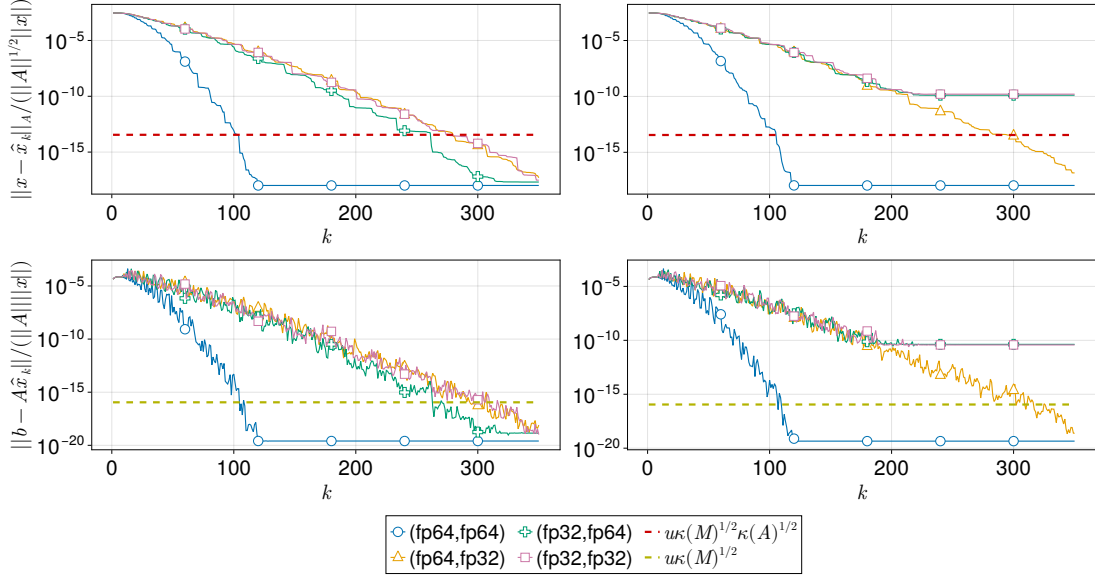 ||x − x̂_k||_A/(||A||^{1/2}||x||)
10^{−5}
10^{−10}
10^{−15}
0 100 200 300
k
10^{−5}
10^{−10}
10^{−15}
0 100 200 300
k
||b − Ax̂_k||/(||A||||x||)
10^{−5}
10^{−10}
10^{−15}
10^{−20}
0 100 200 300
k
10^{−5}
10^{−10}
10^{−15}
10^{−20}
0 100 200 300
k
(fp64,fp64) (fp32,fp64) uκ(M)^{1/2}κ(A)^{1/2}
(fp64,fp32) (fp32,fp32) uκ(M)^{1/2}